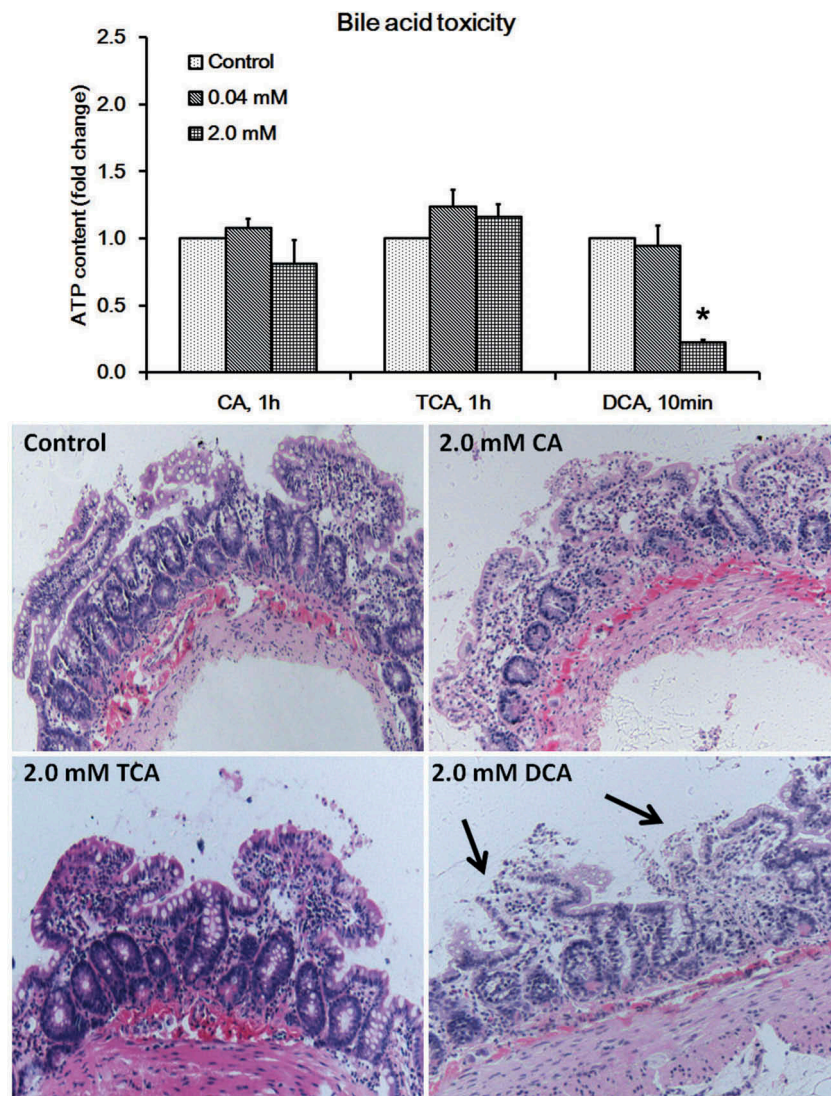 Bile acid toxicity
ATP content (fold change)
2.5
2.0
1.5
1.0
0.5
0.0
Control
0.04 mM
2.0 mM
*
CA, 1h
TCA, 1h
DCA, 10min
Control
2.0 mM CA
2.0 mM TCA
2.0 mM DCA